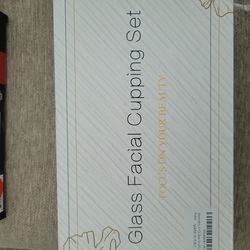 Glass Facial Cupping Set
FOCUS ON YOUR BEAUTY